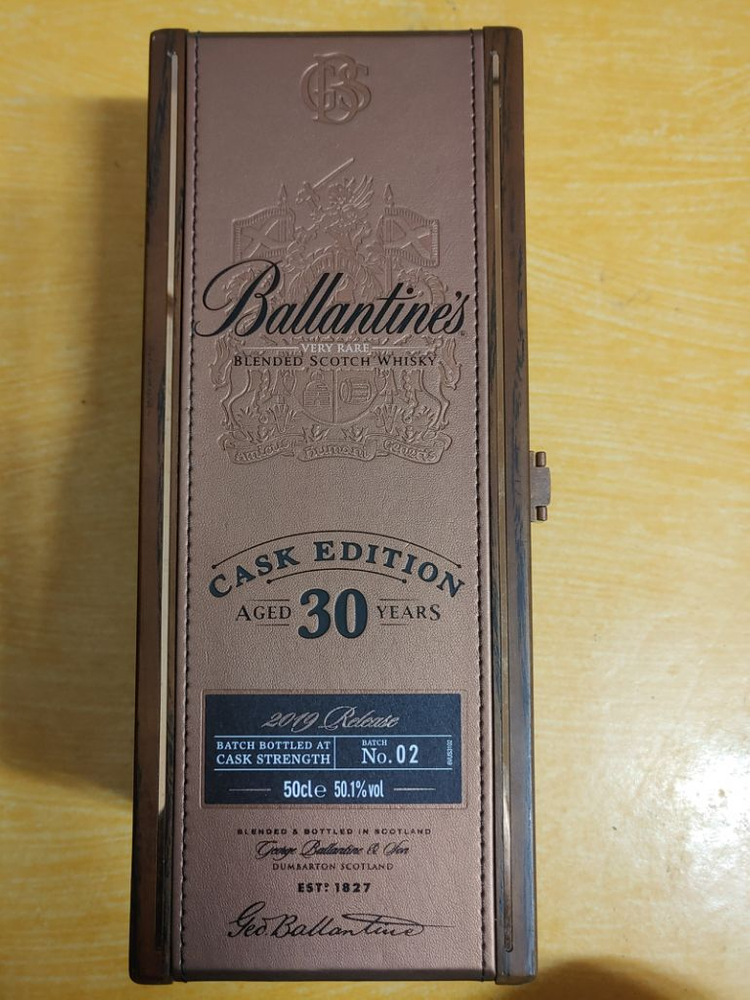 GBS
Ballantine's
VERY RARE
BLENDED SCOTCH WHISKY
Amicus Humani Generis
CASK EDITION
AGED 30 YEARS
2019 Release
BATCH BOTTLED AT
CASK STRENGTH
BATCH
No. 02
50cl e 50.1% vol
BLENDED & BOTTLED IN SCOTLAND
George Ballantine & Son
DUMBARTON SCOTLAND
ESTD 1827
Geo. Ballantine